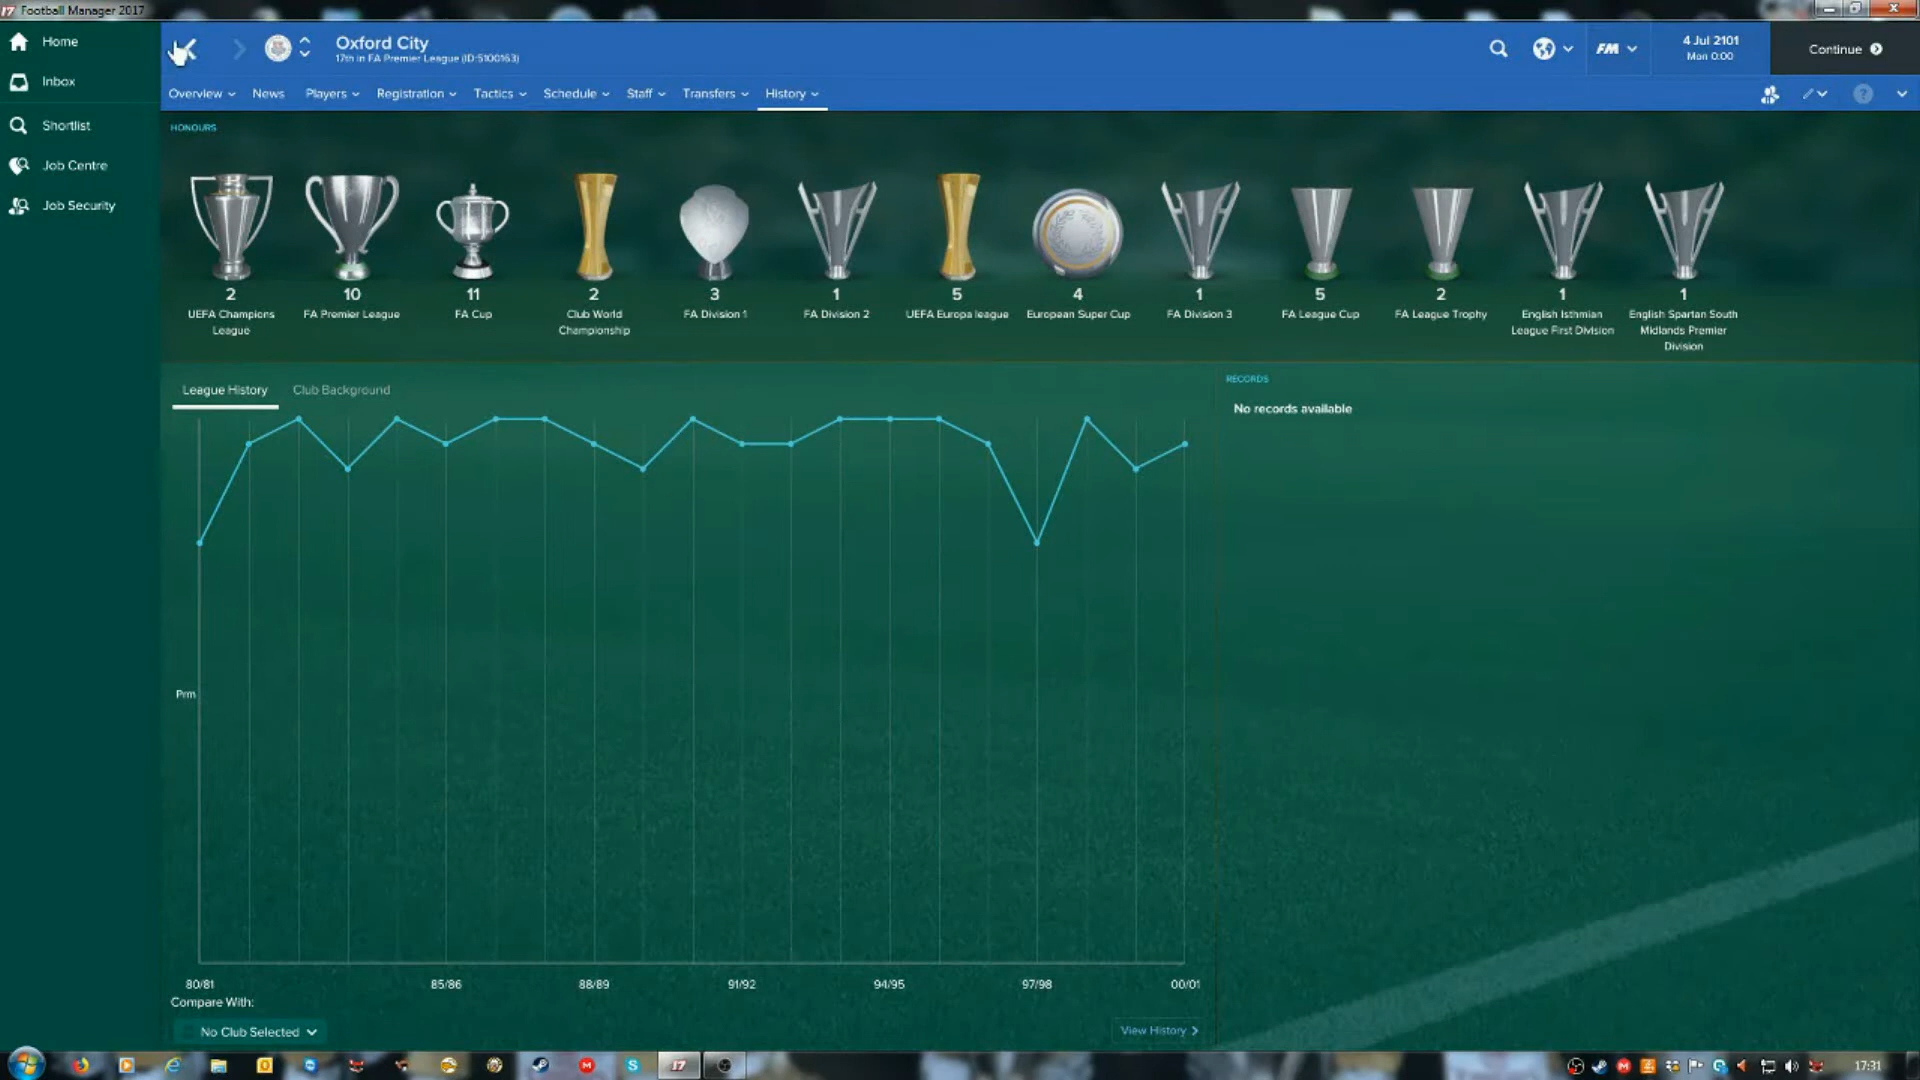 17 Football Manager 2017
Home
Inbox
Shortlist
Job Centre
Job Security
Oxford City
17th in FA Premier League (ID:5100163)
FM
4 Jul 2101
Mon 0:00
Continue
Overview
News
Players
Registration
Tactics
Schedule
Staff
Transfers
History
HONOURS
2
UEFA Champions
League
10
FA Premier League
11
FA Cup
2
Club World
Championship
3
FA Division 1
1
FA Division 2
5
UEFA Europa league
4
European Super Cup
1
FA Division 3
5
FA League Cup
2
FA League Trophy
1
English Isthmian
League First Division
1
English Spartan South
Midlands Premier
Division
League History
Club Background
RECORDS
No records available
Prm
80/81
85/86
88/89
91/92
94/95
97/98
00/01
Compare With:
No Club Selected
View History
17
17:31